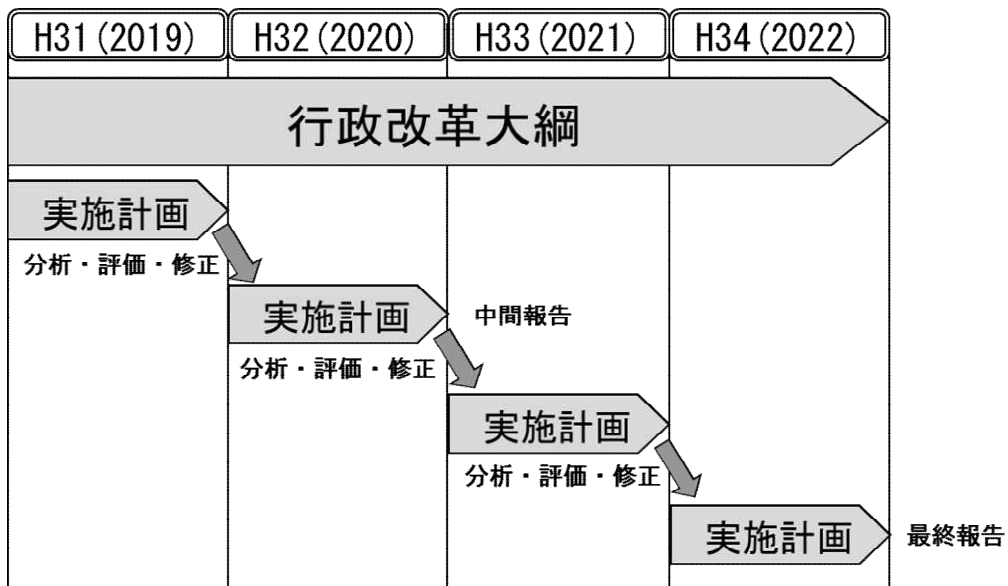 H31(2019)
H32(2020)
H33(2021)
H34(2022)
行政改革大綱
実施計画
分析・評価・修正
実施計画
中間報告
分析・評価・修正
実施計画
分析・評価・修正
実施計画
最終報告